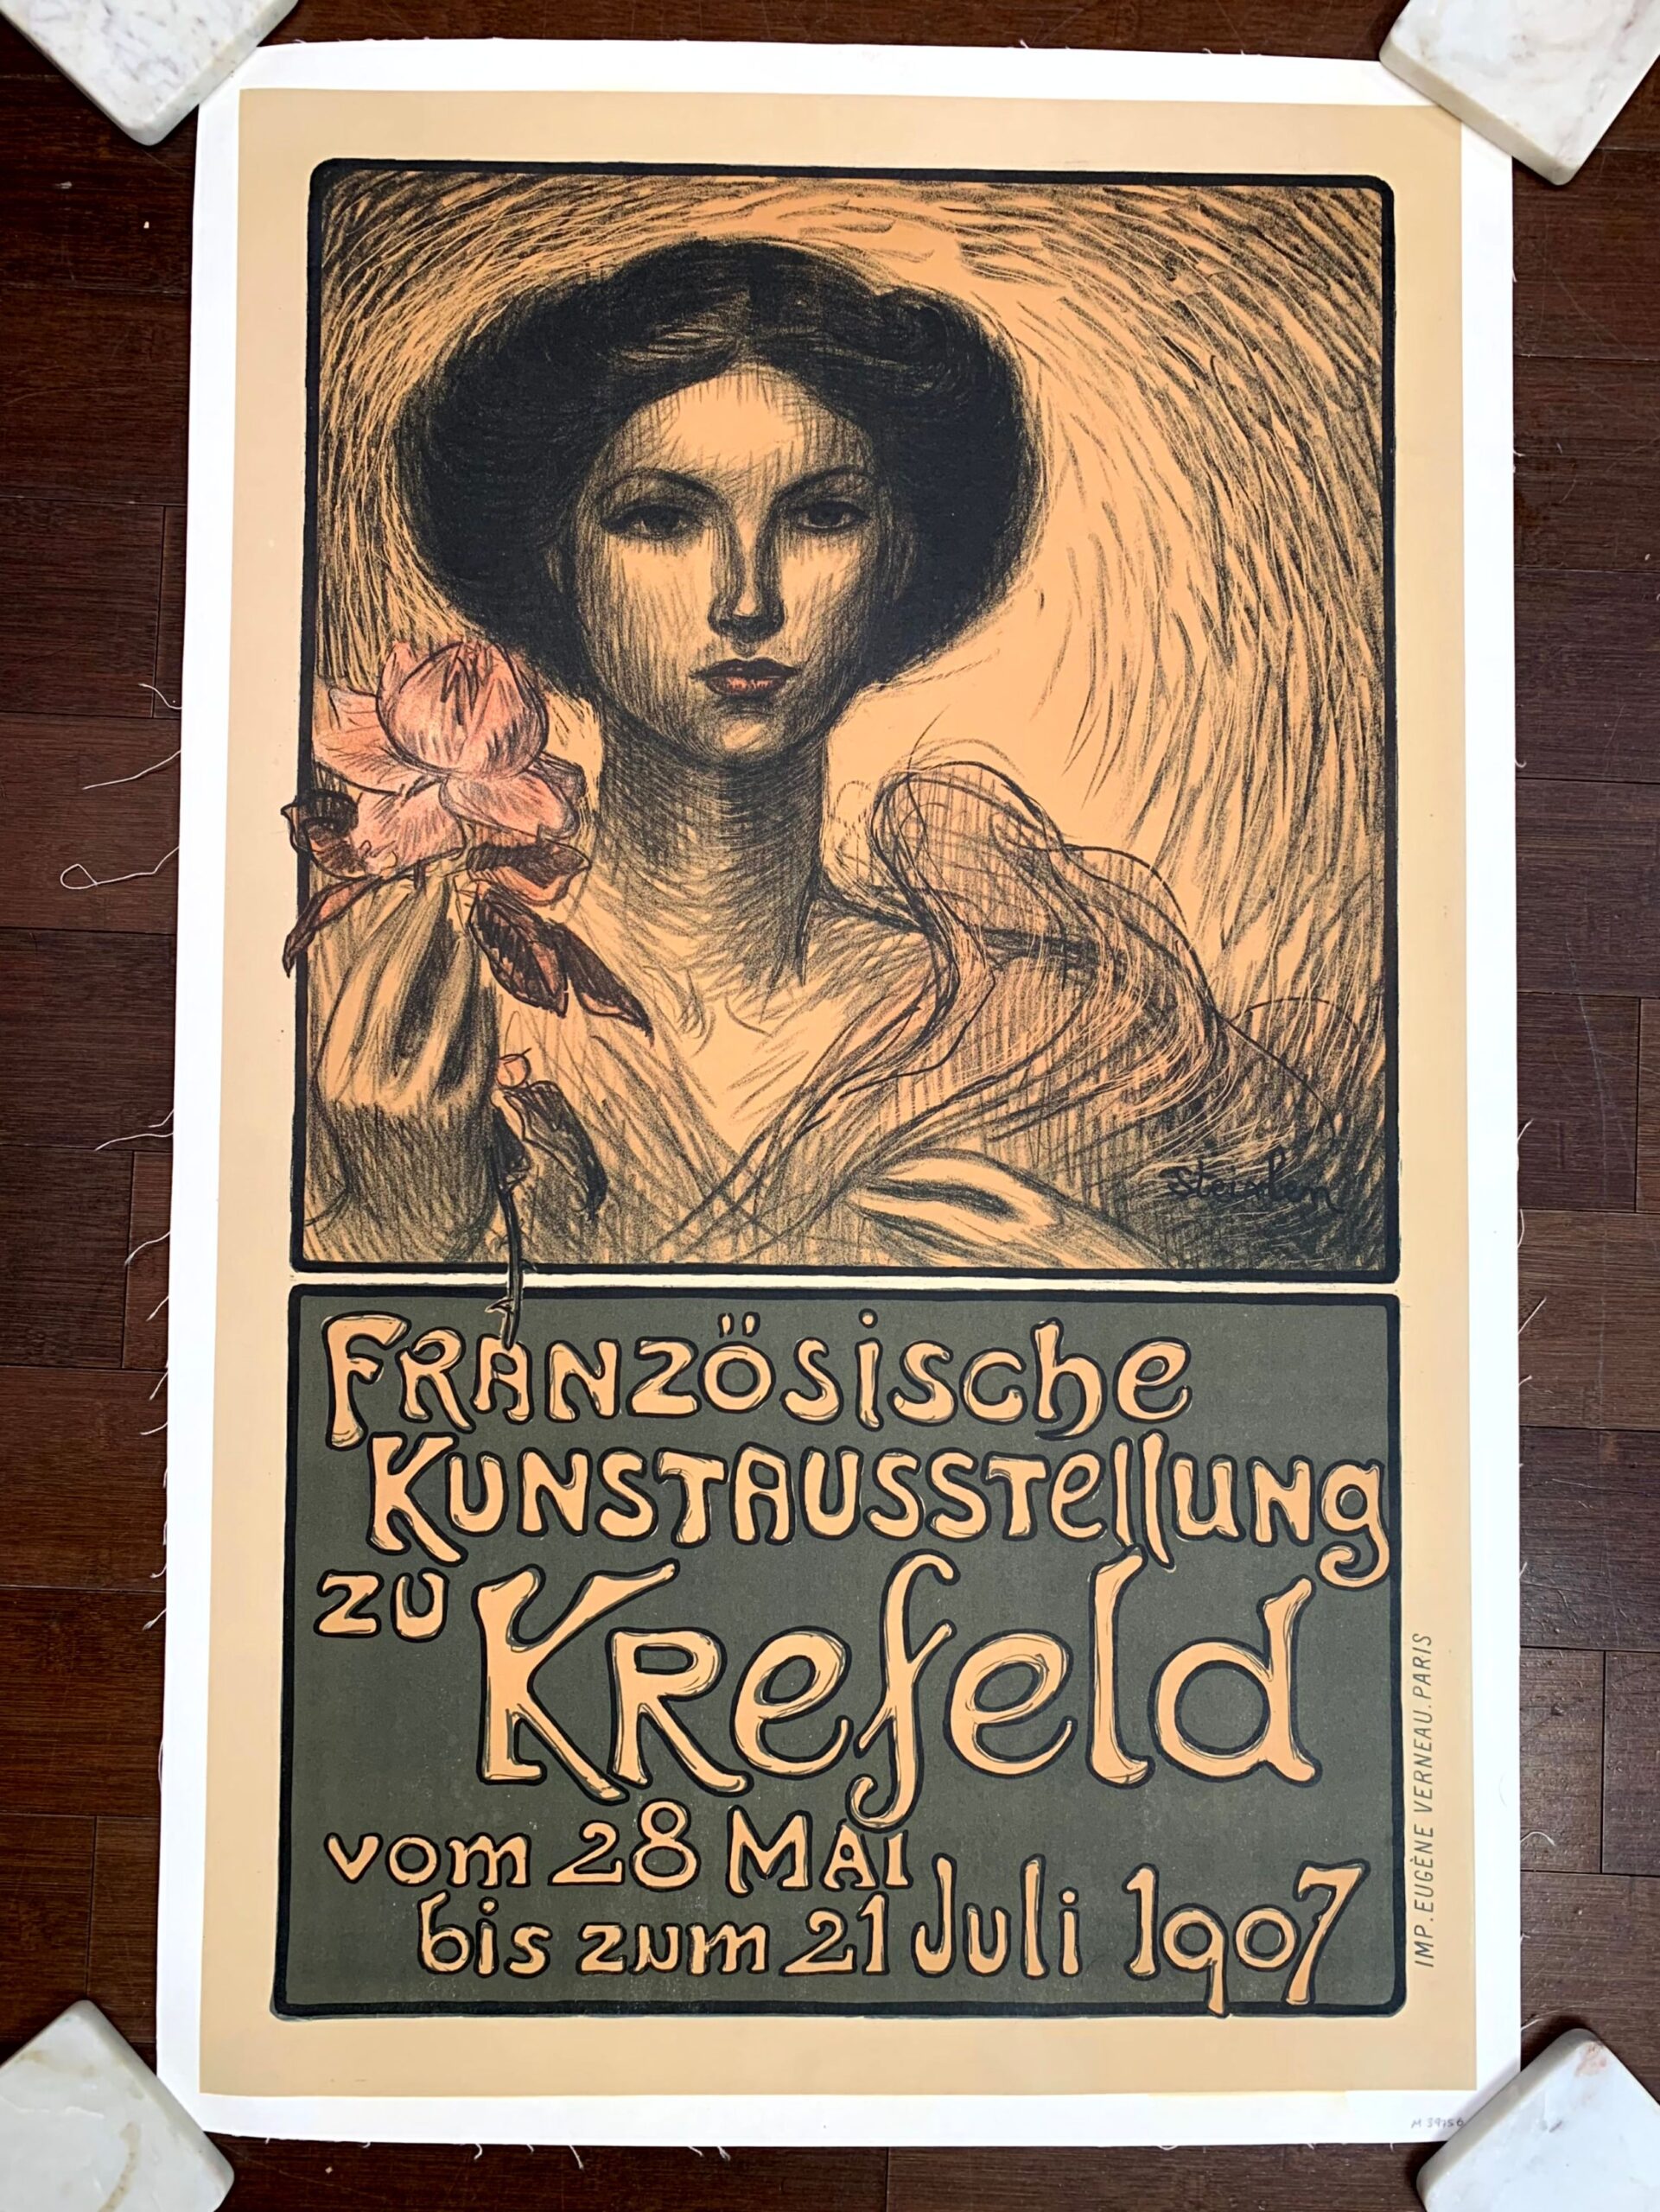 Steinlen
FRANZÖSische
KUNSTAUSSTellUNG
ZU Krefeld
vom 28 MAI
bis zum 21 Juli 1907
IMP. EUGÈNE VERNEAU. PARIS